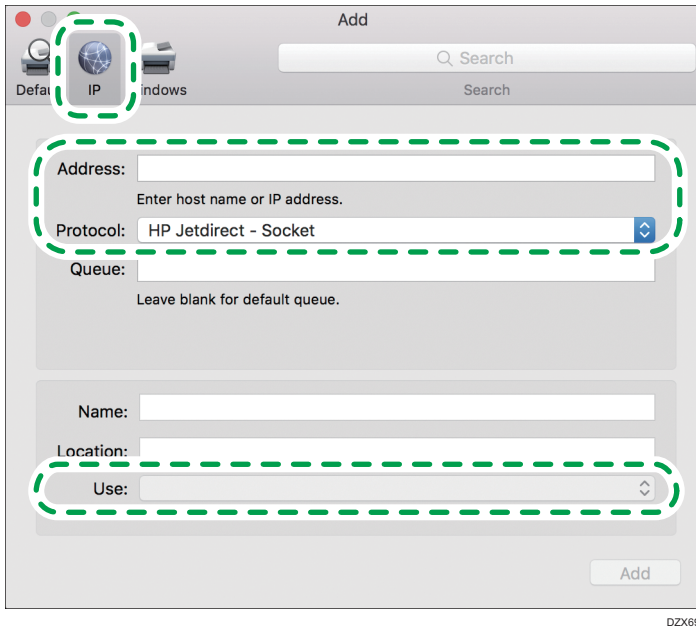 Add
Search
Defau IP indows Search
Address:
Enter host name or IP address.
Protocol: HP Jetdirect - Socket
Queue:
Leave blank for default queue.
Name:
Location:
Use:
Add